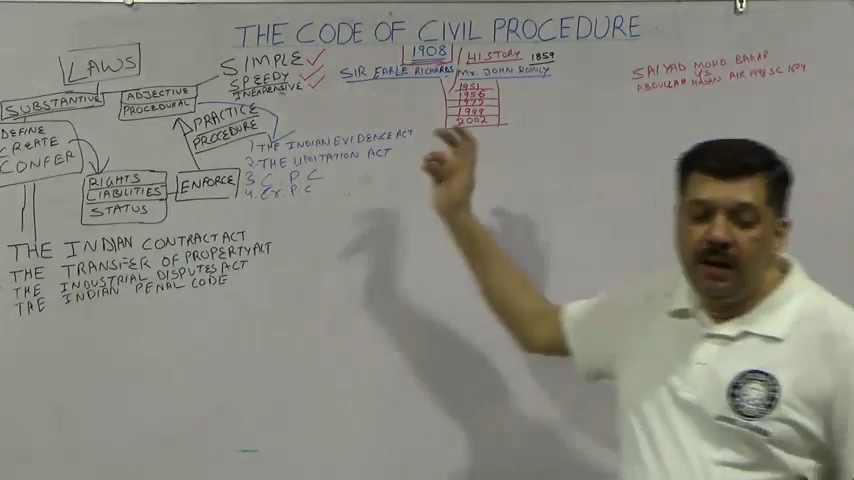 THE CODE OF CIVIL PROCEDURE
1908
HISTORY 1859
SIR EARLE RICHARDS
Mr. JOHN ROMILY
1951
1956
1999
2002
SAIYAD MOHD BAKAR
VS
ABDULLAH HASAN AIR 1998 SC
LAWS
SUBSTANTIVE
ADJECTIVE
PROCEDURAL
SIMPLE
SPEEDY
INEXPENSIVE
DEFINE
CREATE
CONFER
PRACTICE
PROCEDURE
RIGHTS
LIABILITIES
STATUS
ENFORCE
1. THE INDIAN EVIDENCE ACT
2. THE LIMITATION ACT
3. C. P. C
4. Cr. P C
THE INDIAN CONTRACT ACT
THE TRANSFER OF PROPERTY ACT
THE INDUSTRIAL DISPUTES ACT
THE INDIAN PENAL CODE